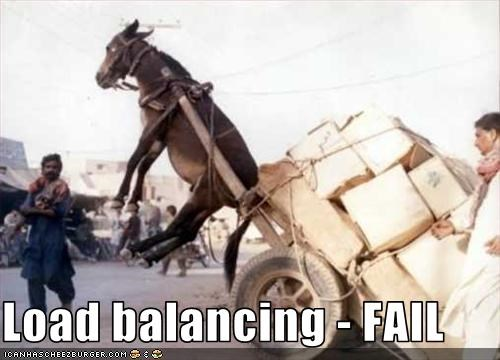 Load balancing - FAIL
ICANHASCHEEZBURGER.COM